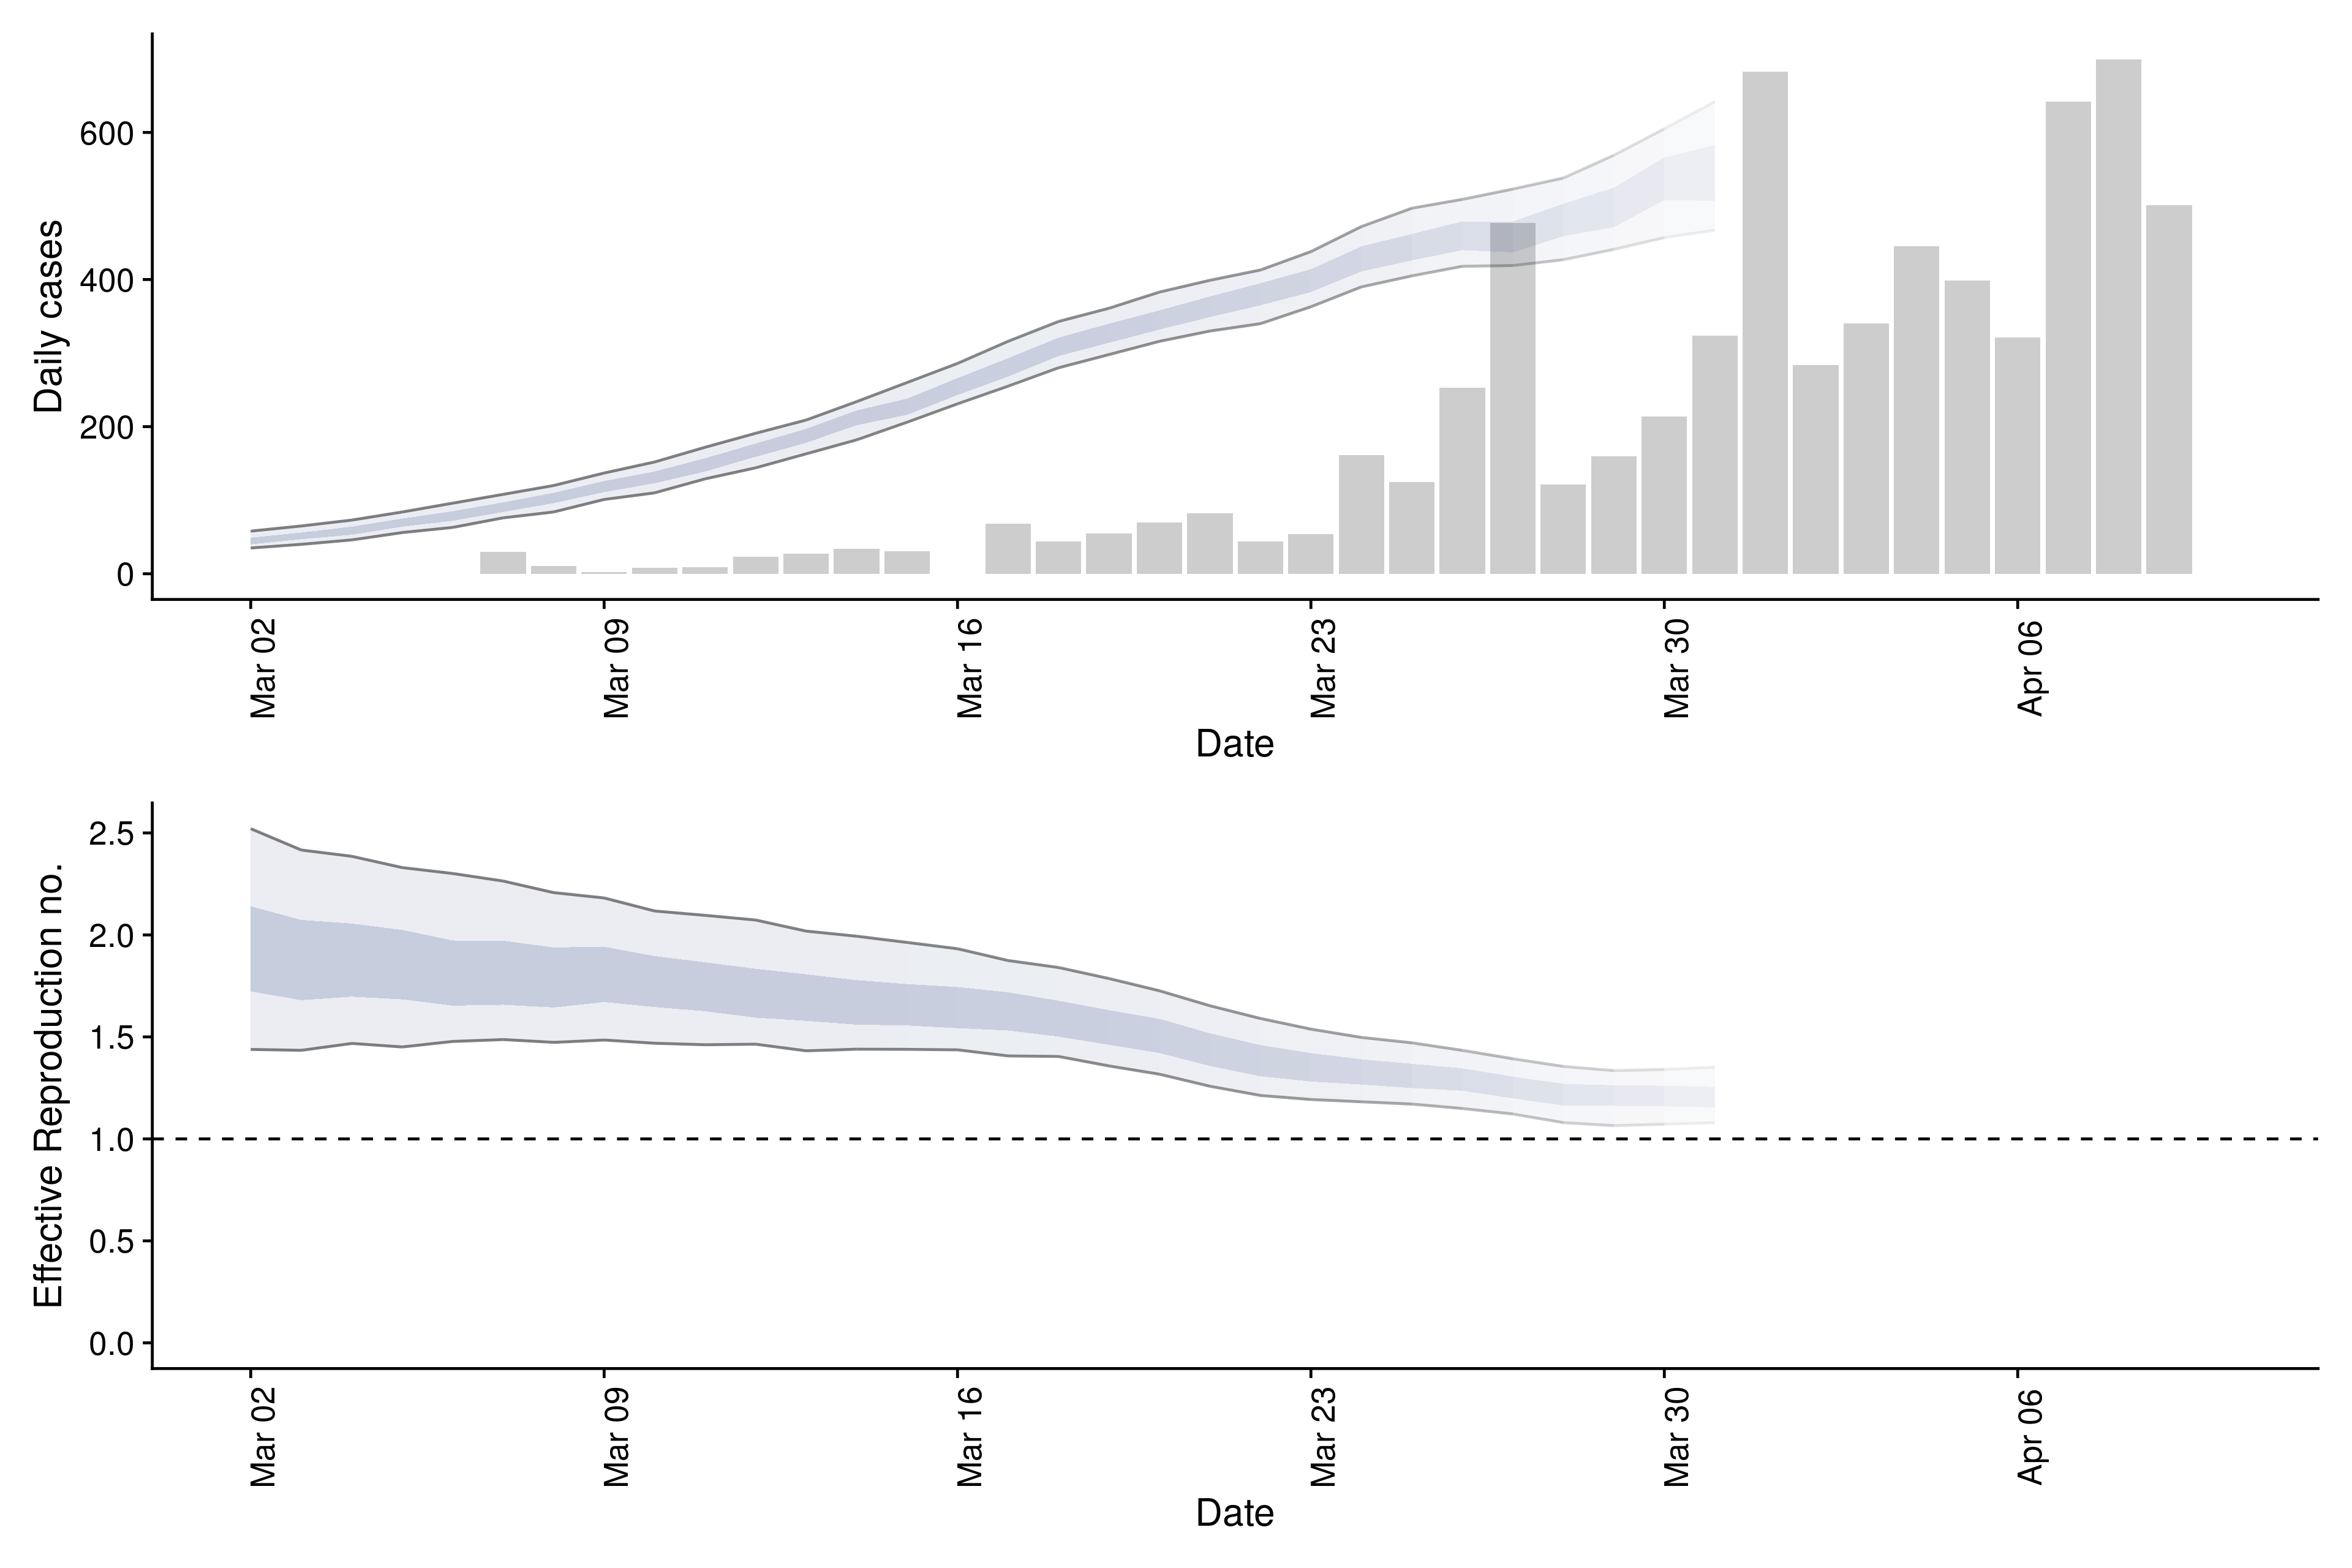 Daily cases
600
400
200
0
Mar 02
Mar 09
Mar 16
Mar 23
Mar 30
Apr 06
Date
Effective Reproduction no.
2.5
2.0
1.5
1.0
0.5
0.0
Mar 02
Mar 09
Mar 16
Mar 23
Mar 30
Apr 06
Date